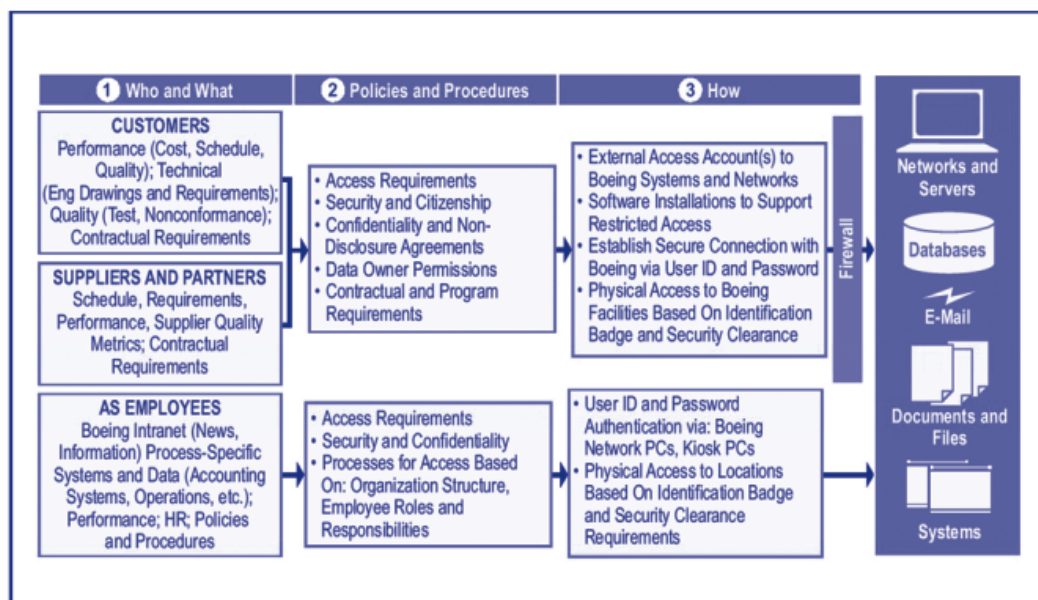 1 Who and What
2 Policies and Procedures
3 How
CUSTOMERS
Performance (Cost, Schedule,
Quality); Technical
(Eng Drawings and Requirements);
Quality (Test, Nonconformance);
Contractual Requirements
SUPPLIERS AND PARTNERS
Schedule, Requirements,
Performance, Supplier Quality
Metrics; Contractual
Requirements
• Access Requirements
• Security and Citizenship
• Confidentiality and Non-
Disclosure Agreements
• Data Owner Permissions
• Contractual and Program
Requirements
• External Access Account(s) to
Boeing Systems and Networks
• Software Installations to Support
Restricted Access
• Establish Secure Connection with
Boeing via User ID and Password
• Physical Access to Boeing
Facilities Based On Identification
Badge and Security Clearance
Firewall
AS EMPLOYEES
Boeing Intranet (News,
Information) Process-Specific
Systems and Data (Accounting
Systems, Operations, etc.);
Performance; HR; Policies
and Procedures
• Access Requirements
• Security and Confidentiality
• Processes for Access Based
On: Organization Structure,
Employee Roles and
Responsibilities
• User ID and Password
Authentication via: Boeing
Network PCs, Kiosk PCs
• Physical Access to Locations
Based On Identification Badge
and Security Clearance
Requirements
Networks and
Servers
Databases
E-Mail
Documents and
Files
Systems